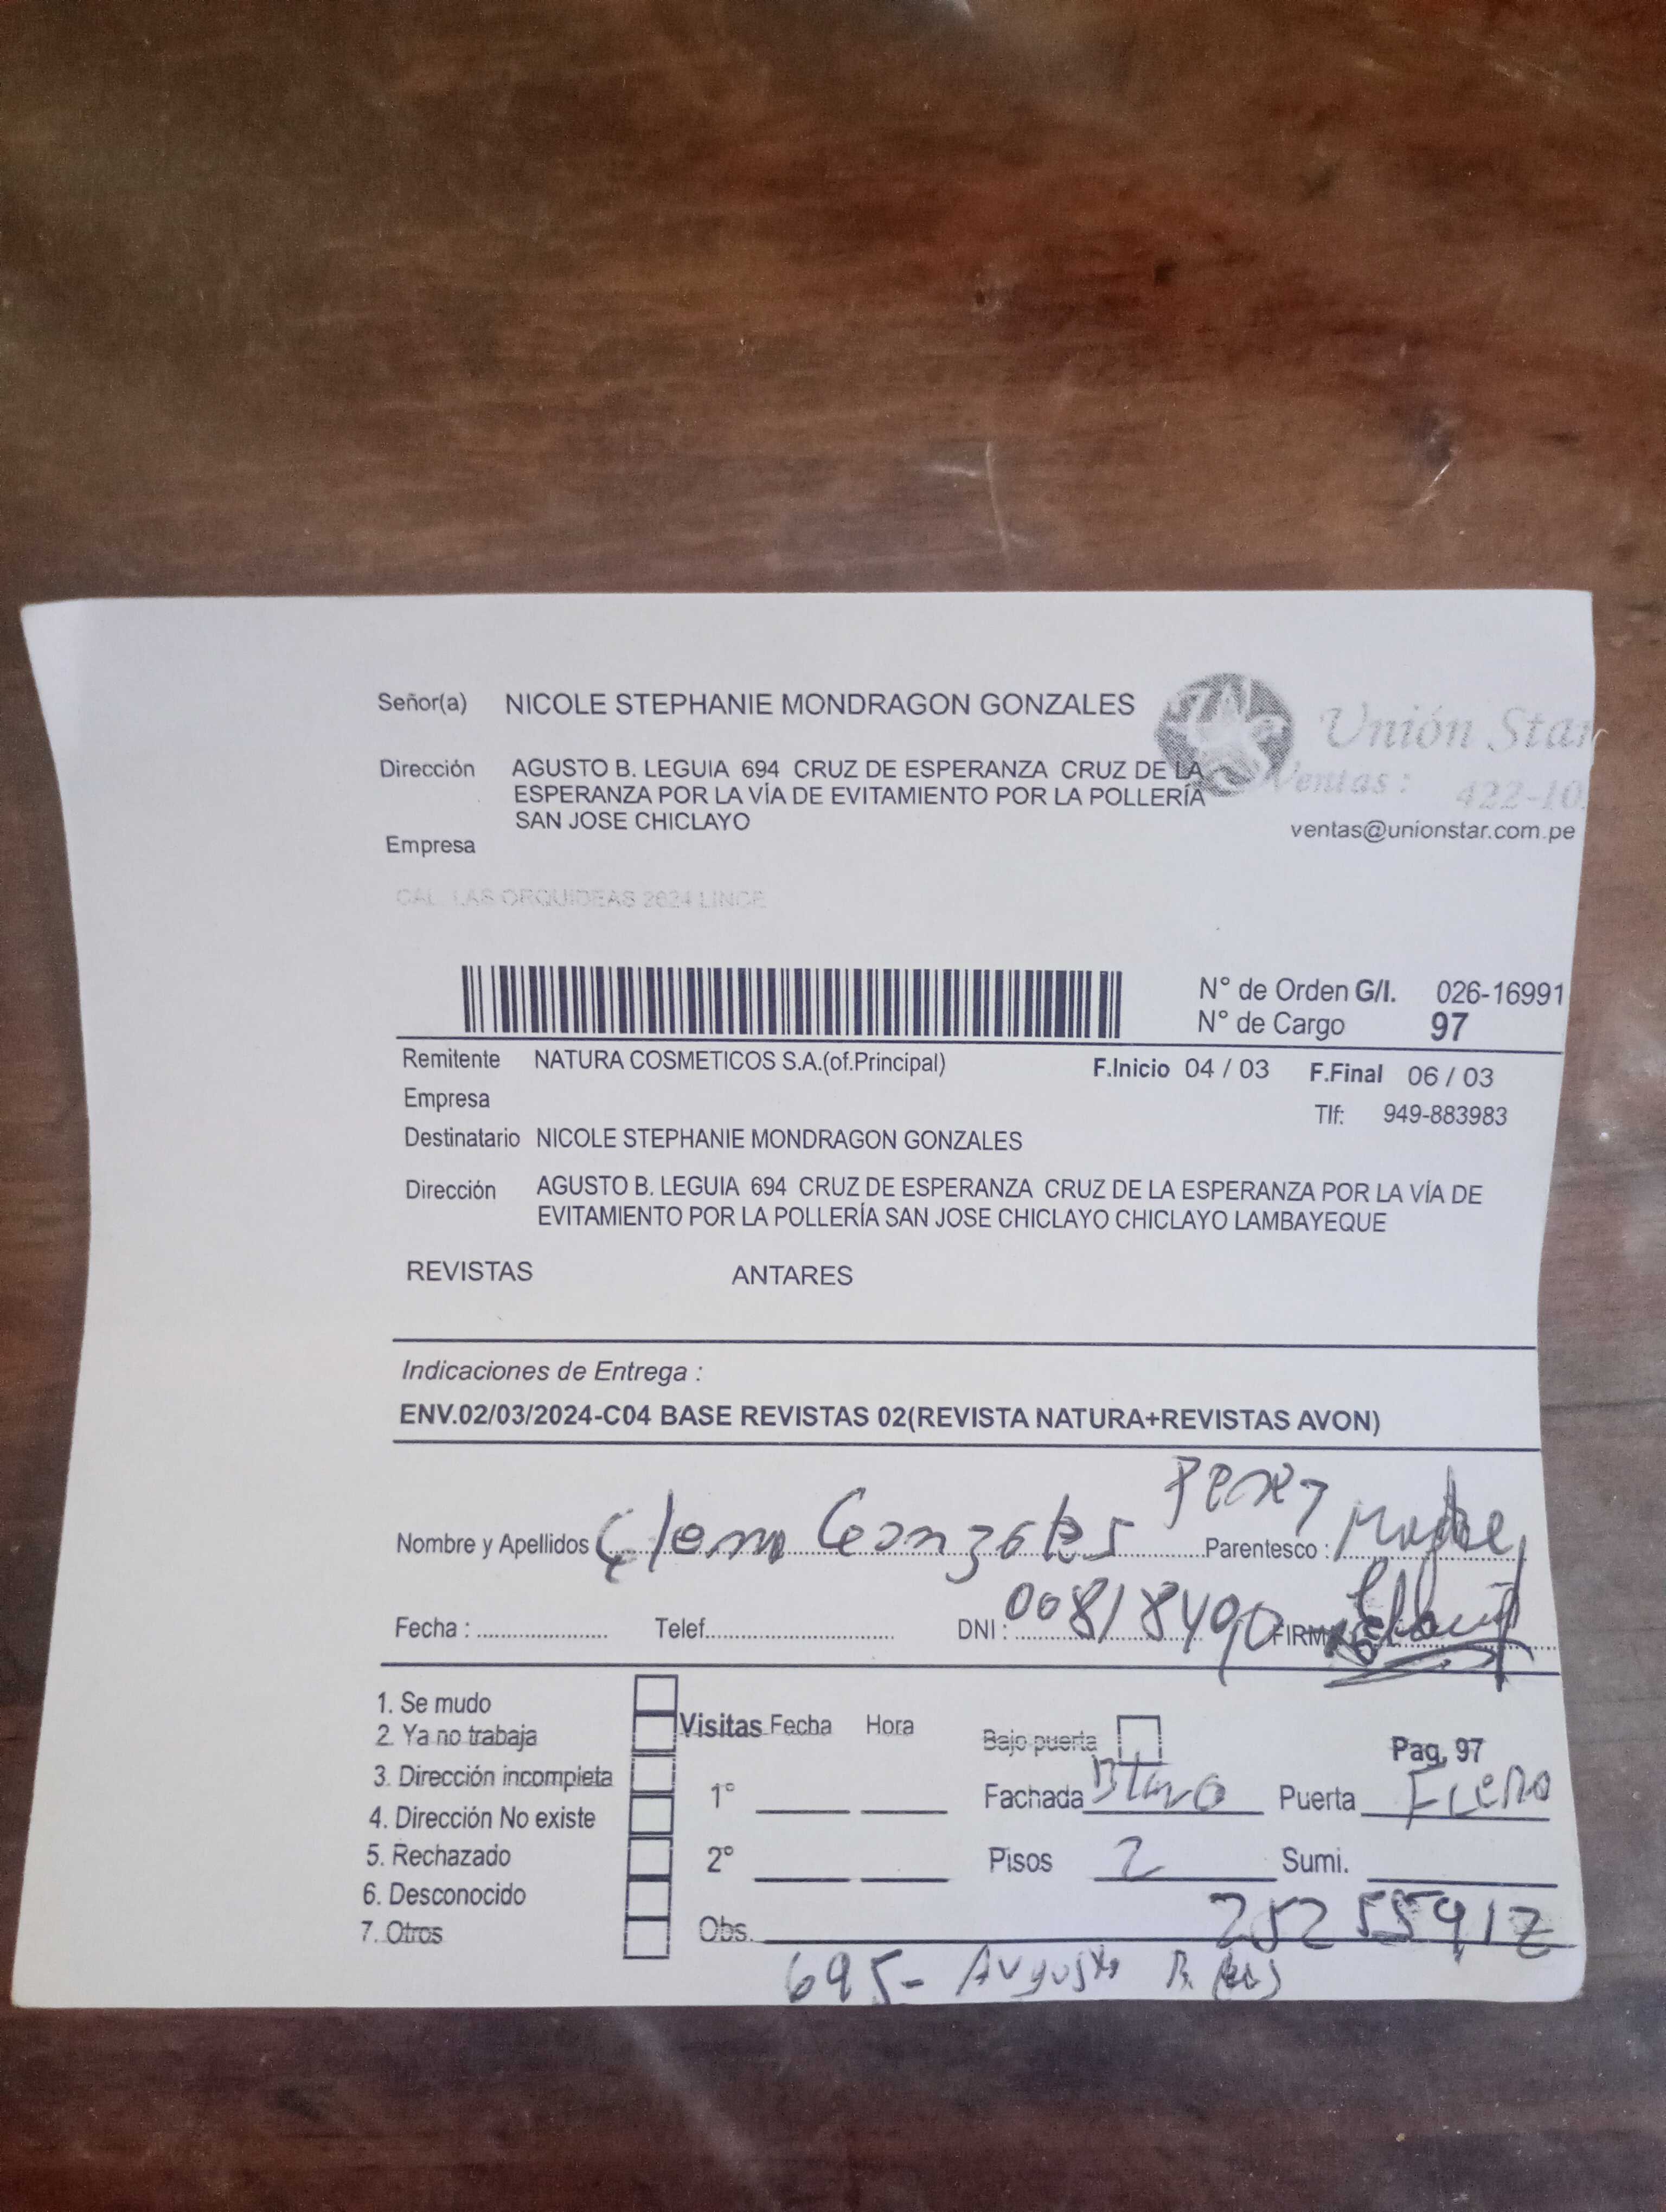 Señor(a) NICOLE STEPHANIE MONDRAGON GONZALES
Unión Star
Dirección AGUSTO B. LEGUIA 694 CRUZ DE ESPERANZA CRUZ DE LA
ESPERANZA POR LA VÍA DE EVITAMIENTO POR LA POLLERÍA
SAN JOSE CHICLAYO
Ventas: 422-10
ventas@unionstar.com.pe
Empresa
CAL. LAS ORQUIDEAS 2624 LINCE
N° de Orden G/I. 026-16991
N° de Cargo 97
Remitente NATURA COSMETICOS S.A.(of.Principal) F.Inicio 04 / 03 F.Final 06 / 03
Empresa
Tlf: 949-883983
Destinatario NICOLE STEPHANIE MONDRAGON GONZALES
Dirección AGUSTO B. LEGUIA 694 CRUZ DE ESPERANZA CRUZ DE LA ESPERANZA POR LA VÍA DE
EVITAMIENTO POR LA POLLERÍA SAN JOSE CHICLAYO CHICLAYO LAMBAYEQUE
REVISTAS ANTARES
Indicaciones de Entrega :
ENV.02/03/2024-C04 BASE REVISTAS 02(REVISTA NATURA+REVISTAS AVON)
Nombre y Apellidos Gonzales Perez Parentesco : Madre
Fecha : Telef. DNI : 00818490 FIRMA
1. Se mudo
2. Ya no trabaja
3. Dirección incompleta
4. Dirección No existe
5. Rechazado
6. Desconocido
7. Otros
Visitas Fecha Hora
1°
2°
Obs.
Bajo puerta
Pag, 97
Fachada Puerta Fierro
Pisos 2 Sumi.
25255917
695- Augusto B.